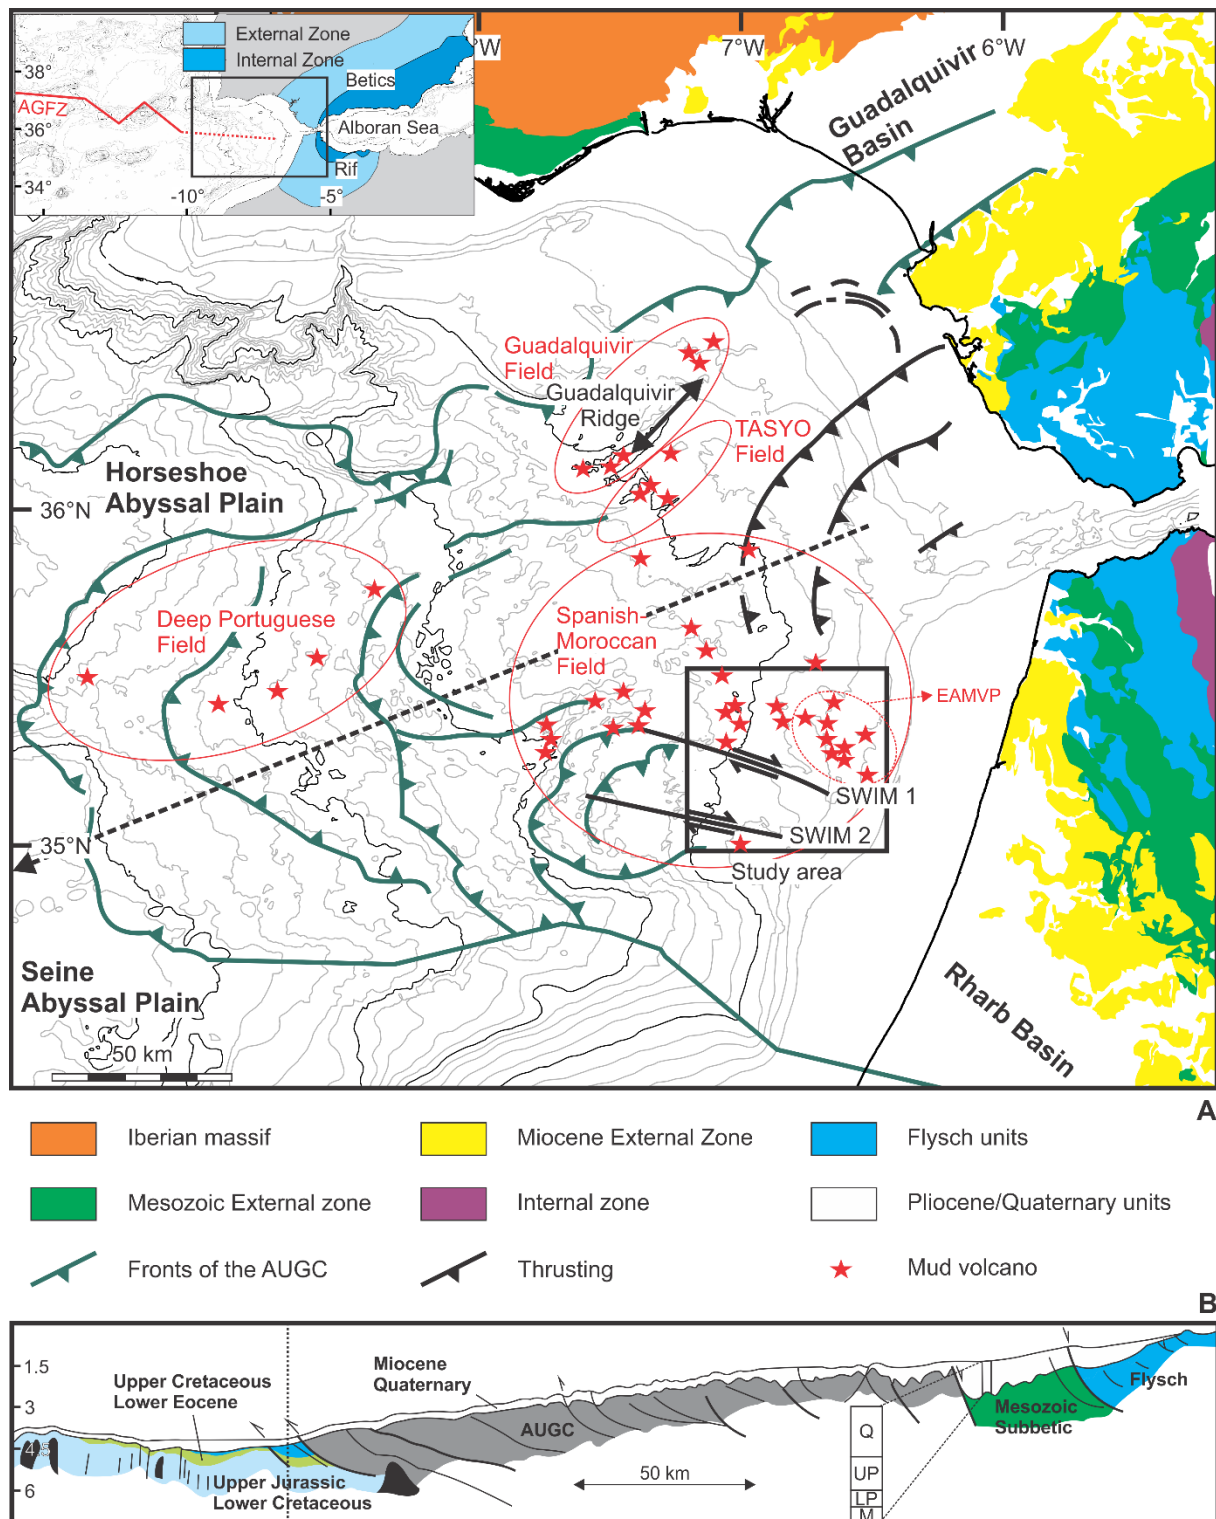 External Zone
Internal Zone
38°
36°
34°
AGFZ
Betics
Alboran Sea
Rif
-10°
-5°
°W
7°W
6°W
Guadalquivir
Basin
Guadalquivir
Field
Guadalquivir
Ridge
TASYO
Field
Horseshoe
Abyssal Plain
36°N
Deep Portuguese
Field
Spanish-
Moroccan
Field
EAMVP
SWIM 1
SWIM 2
35°N
Study area
Seine
Abyssal Plain
50 km
Rharb Basin
A
Iberian massif
Miocene External Zone
Flysch units
Mesozoic External zone
Internal zone
Pliocene/Quaternary units
Fronts of the AUGC
Thrusting
Mud volcano
B
1.5
3
6
Upper Cretaceous
Lower Eocene
Miocene
Quaternary
AUGC
Upper Jurassic
Lower Cretaceous
50 km
Q
UP
LP
M
Mesozoic
Subbetic
Flysch